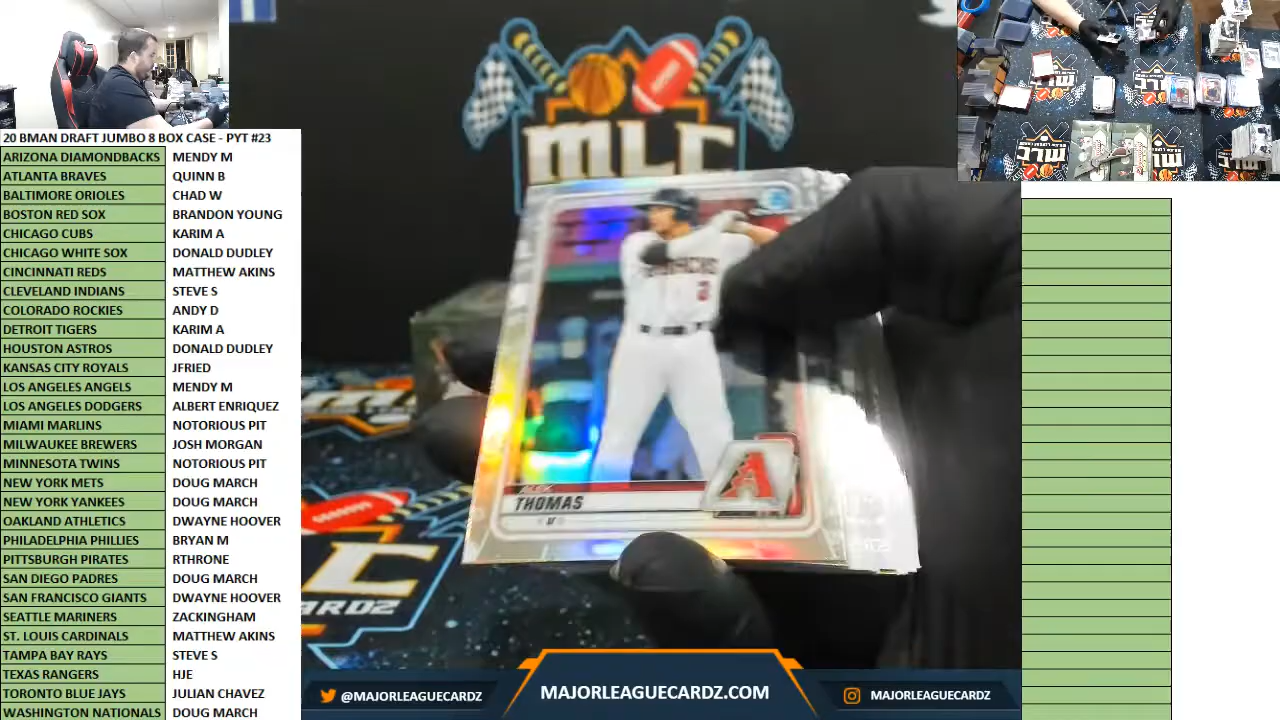 20 BMAN DRAFT JUMBO 8 BOX CASE - PYT #23
ARIZONA DIAMONDBACKS MENDY M
ATLANTA BRAVES QUINN B
BALTIMORE ORIOLES CHAD W
BOSTON RED SOX BRANDON YOUNG
CHICAGO CUBS KARIM A
CHICAGO WHITE SOX DONALD DUDLEY
CINCINNATI REDS MATTHEW AKINS
CLEVELAND INDIANS STEVE S
COLORADO ROCKIES ANDY D
DETROIT TIGERS KARIM A
HOUSTON ASTROS DONALD DUDLEY
KANSAS CITY ROYALS JFRIED
LOS ANGELES ANGELS MENDY M
LOS ANGELES DODGERS ALBERT ENRIQUEZ
MIAMI MARLINS NOTORIOUS PIT
MILWAUKEE BREWERS JOSH MORGAN
MINNESOTA TWINS NOTORIOUS PIT
NEW YORK METS DOUG MARCH
NEW YORK YANKEES DOUG MARCH
OAKLAND ATHLETICS DWAYNE HOOVER
PHILADELPHIA PHILLIES BRYAN M
PITTSBURGH PIRATES RTHRONE
SAN DIEGO PADRES DOUG MARCH
SAN FRANCISCO GIANTS DWAYNE HOOVER
SEATTLE MARINERS ZACKINGHAM
ST. LOUIS CARDINALS MATTHEW AKINS
TAMPA BAY RAYS STEVE S
TEXAS RANGERS HJE
TORONTO BLUE JAYS JULIAN CHAVEZ
WASHINGTON NATIONALS DOUG MARCH
MLC
ALEK
THOMAS
A
@MAJORLEAGUECARDZ
MAJORLEAGUECARDZ.COM
MAJORLEAGUECARDZ